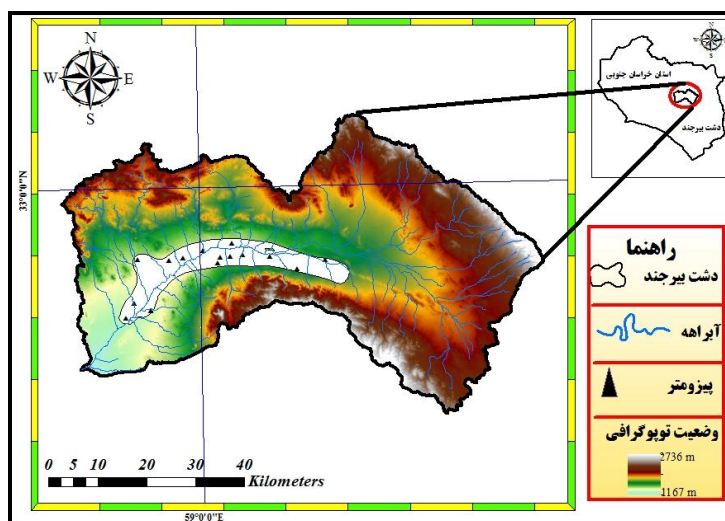 N
W E
S
33°0'0"N
0 5 10 20 30 40
Kilometers
59°0'0"E
N
W E
S
استان خراسان جنوبی
دشت بیرجند
راهنما
دشت بیرجند
آبراهه
پیزومتر
وضعیت توپوگرافی
2736 m
1167 m